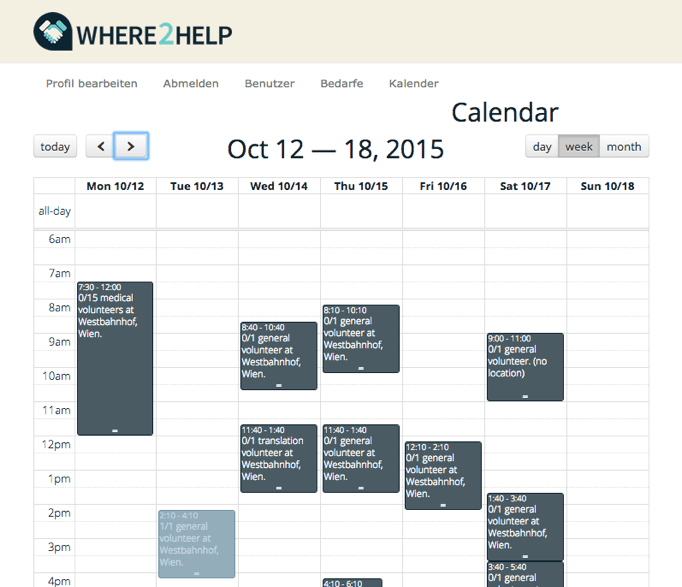 WHERE2HELP
Profil bearbeiten Abmelden Benutzer Bedarfe Kalender
Calendar
today
Oct 12 — 18, 2015
day week month
Mon 10/12 Tue 10/13 Wed 10/14 Thu 10/15 Fri 10/16 Sat 10/17 Sun 10/18
all-day
6am
7am
8am
9am
10am
11am
12pm
1pm
2pm
3pm
4pm
7:30 - 12:00
0/15 medical
volunteers at
Westbahnhof,
Wien.
2:10 - 4:10
1/1 general
volunteer at
Westbahnhof,
Wien.
8:40 - 10:40
0/1 general
volunteer at
Westbahnhof,
Wien.
11:40 - 1:40
0/1 translation
volunteer at
Westbahnhof,
Wien.
8:10 - 10:10
0/1 general
volunteer at
Westbahnhof,
Wien.
11:40 - 1:40
0/1 general
volunteer at
Westbahnhof,
Wien.
4:10 - 6:10
12:10 - 2:10
0/1 general
volunteer at
Westbahnhof,
Wien.
9:00 - 11:00
0/1 general
volunteer. (no
location)
1:40 - 3:40
0/1 general
volunteer at
Westbahnhof,
Wien.
3:40 - 5:40
0/1 general